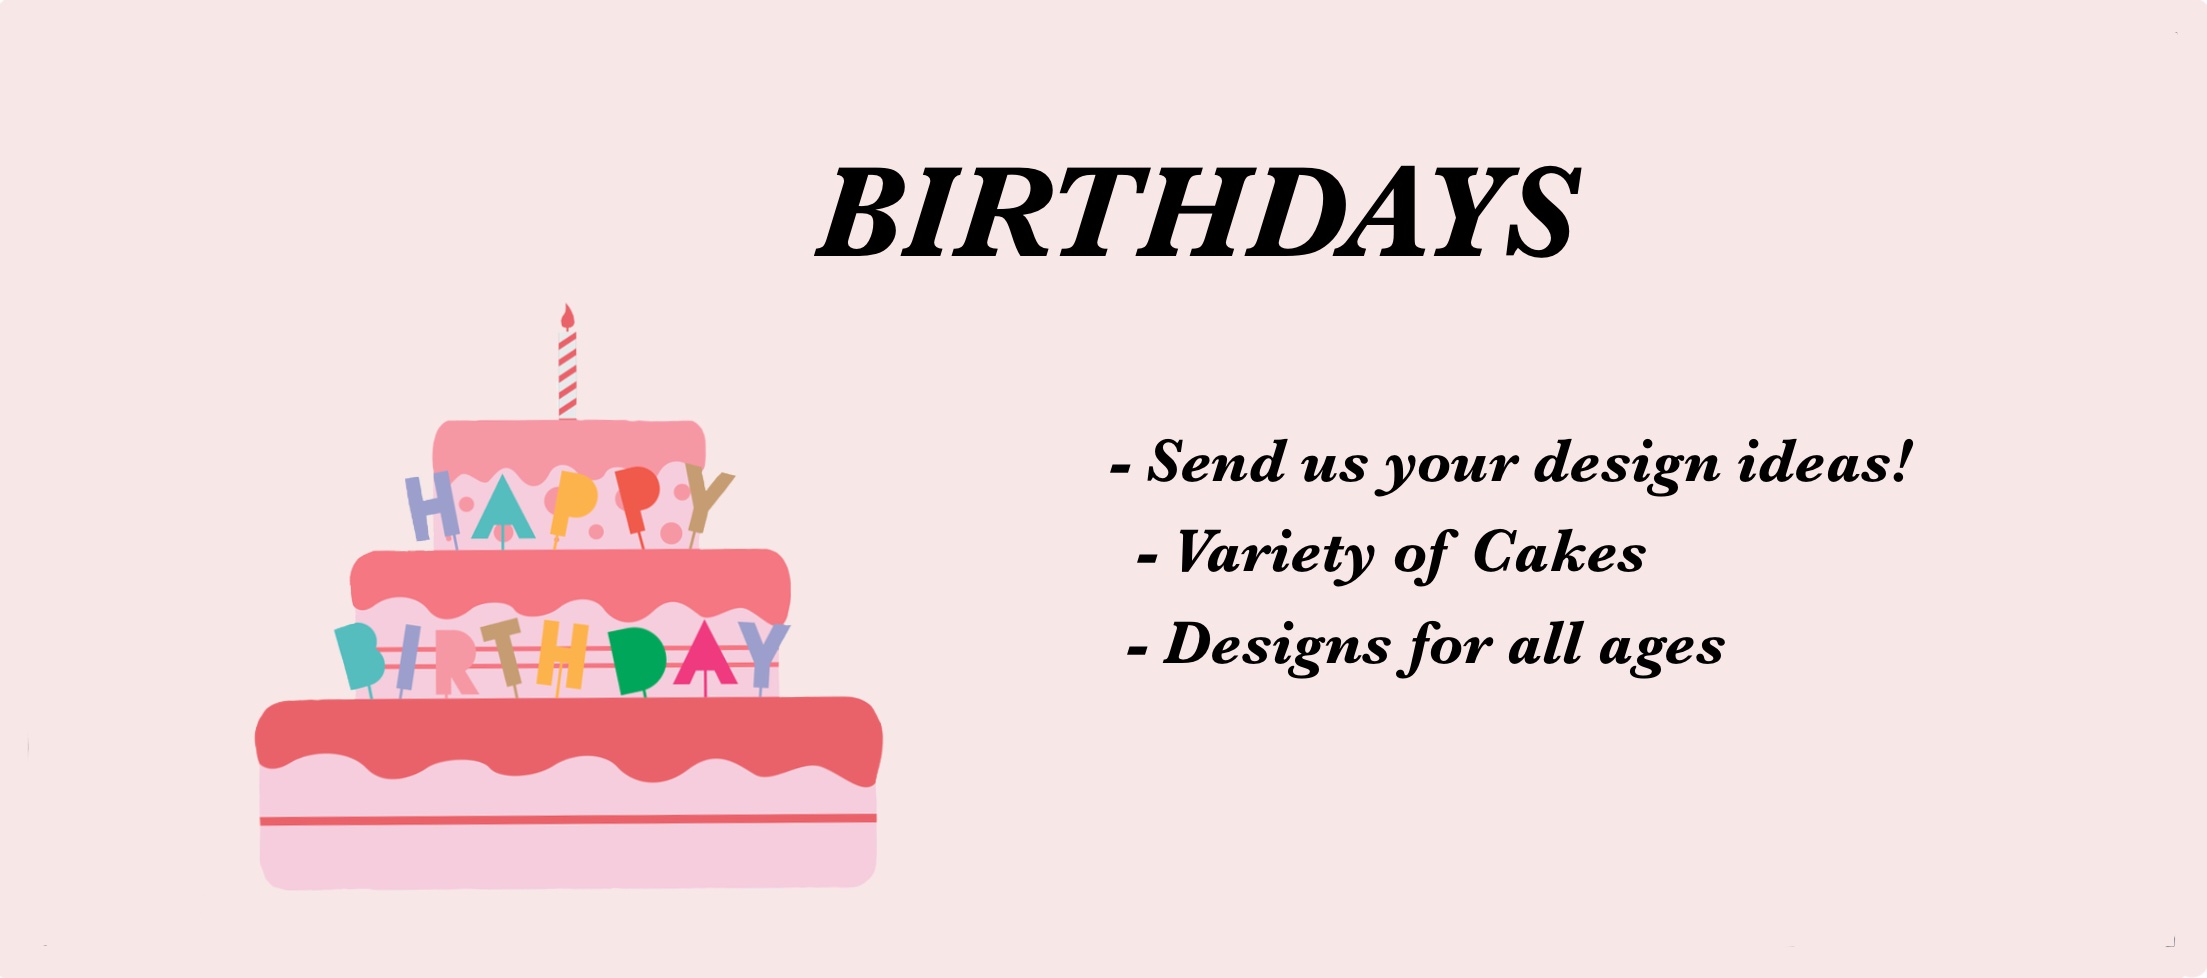 BIRTHDAYS
HAPPY
BIRTHDAY
- Send us your design ideas!
- Variety of Cakes
- Designs for all ages